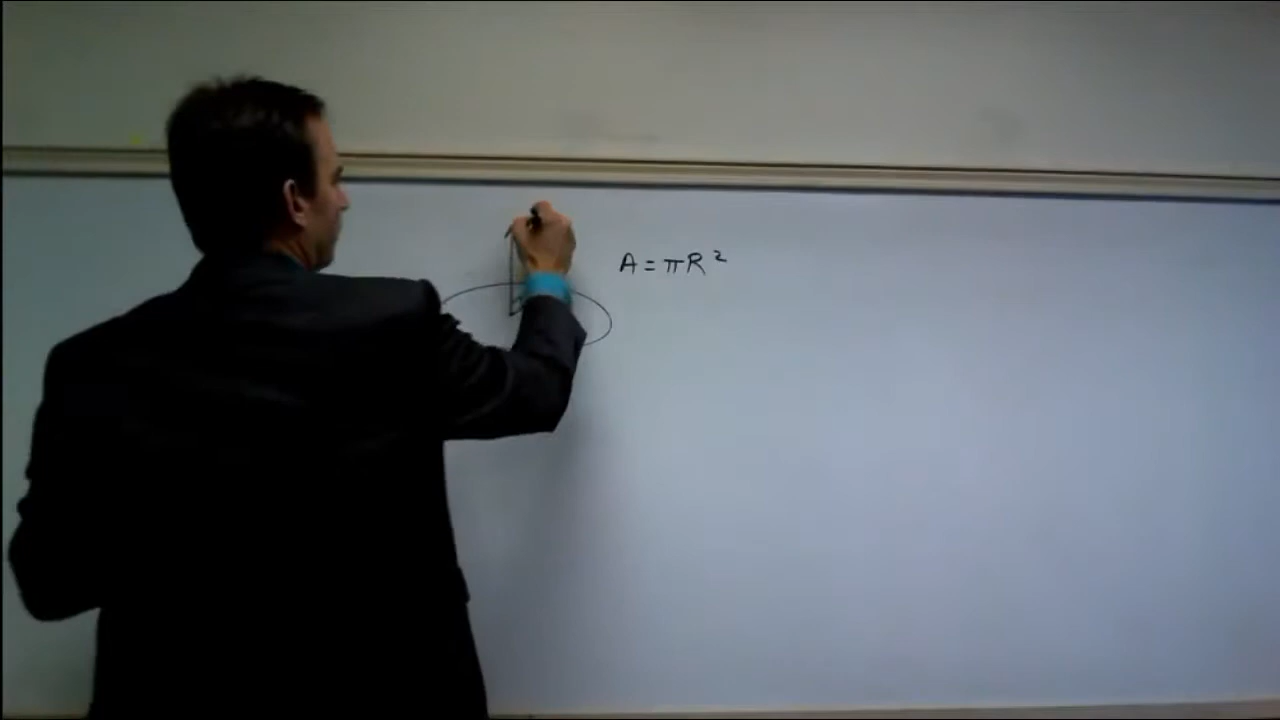 A = πR²